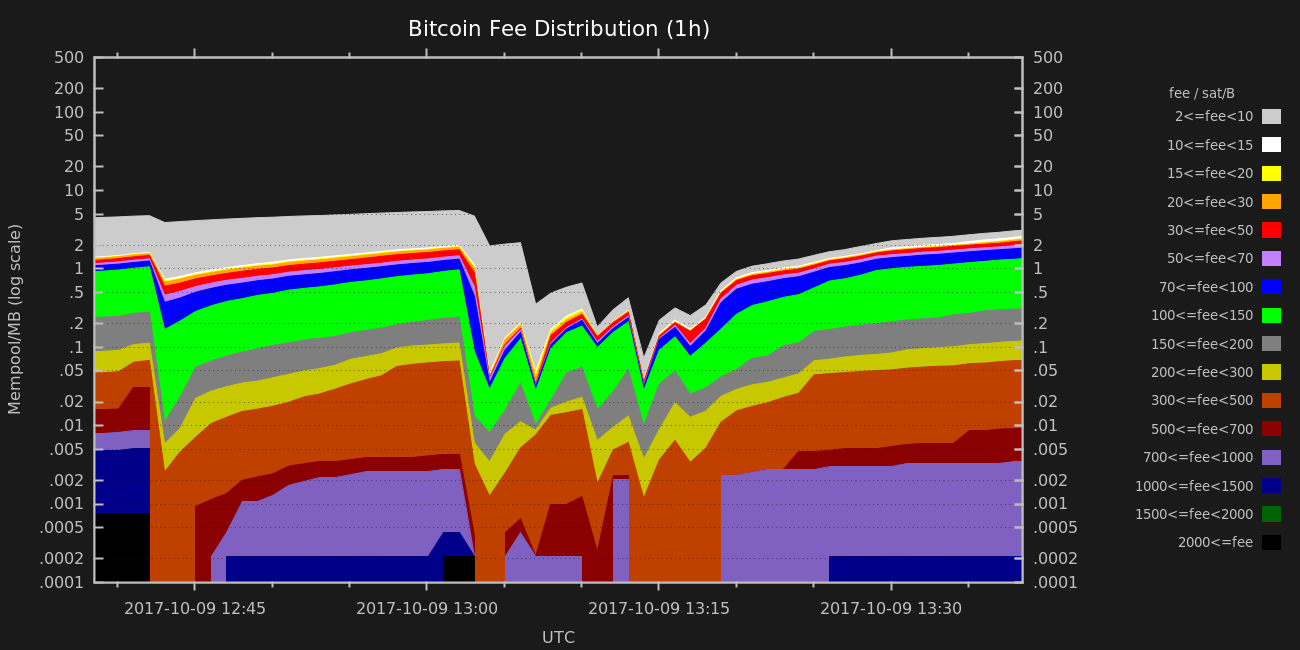 Bitcoin Fee Distribution (1h)
Mempool/MB (log scale)
500
200
100
50
20
10
5
2
1
.5
.2
.1
.05
.02
.01
.005
.002
.001
.0005
.0002
.0001
500
200
100
50
20
10
5
2
1
.5
.2
.1
.05
.02
.01
.005
.002
.001
.0005
.0002
.0001
2017-10-09 12:45
2017-10-09 13:00
2017-10-09 13:15
2017-10-09 13:30
UTC
fee / sat/B
2<=fee<10
10<=fee<15
15<=fee<20
20<=fee<30
30<=fee<50
50<=fee<70
70<=fee<100
100<=fee<150
150<=fee<200
200<=fee<300
300<=fee<500
500<=fee<700
700<=fee<1000
1000<=fee<1500
1500<=fee<2000
2000<=fee